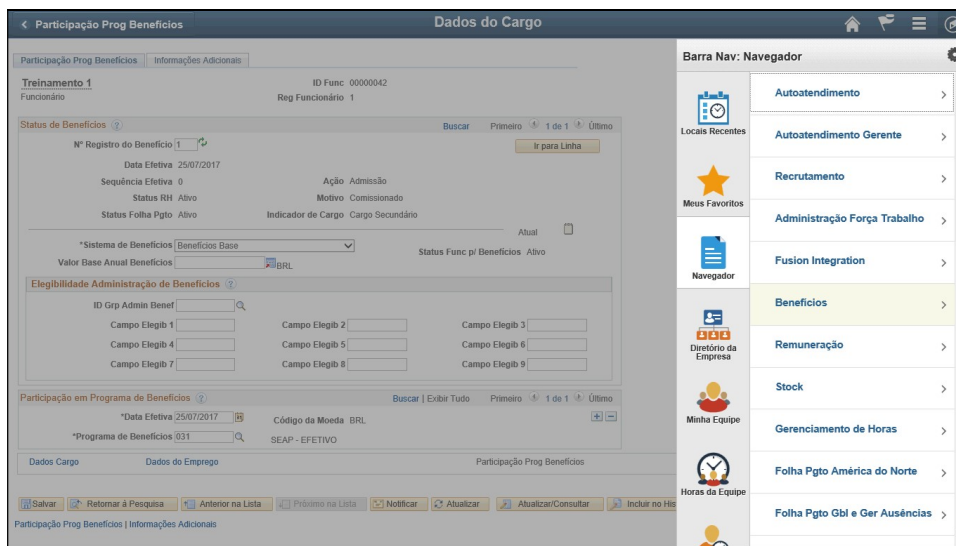 Participação Prog Benefícios
Dados do Cargo
Participação Prog Benefícios
Informações Adicionais
Treinamento 1
ID Func 00000042
Funcionário
Reg Funcionário 1
Status de Benefícios
Buscar Primeiro 1 de 1 Último
Nº Registro do Benefício 1
Ir para Linha
Data Efetiva 25/07/2017
Sequência Efetiva 0
Ação Admissão
Status RH Ativo
Motivo Comissionado
Status Folha Pgto Ativo
Indicador de Cargo Cargo Secundário
Atual
*Sistema de Benefícios Benefícios Base
Status Func p/ Benefícios Ativo
Valor Base Anual Benefícios BRL
Elegibilidade Administração de Benefícios
ID Grp Admin Benef
Campo Elegib 1 Campo Elegib 2 Campo Elegib 3
Campo Elegib 4 Campo Elegib 5 Campo Elegib 6
Campo Elegib 7 Campo Elegib 8 Campo Elegib 9
Participação em Programa de Benefícios
Buscar | Exibir Tudo Primeiro 1 de 1 Último
*Data Efetiva 25/07/2017
Código da Moeda BRL
*Programa de Benefícios 031
SEAP - EFETIVO
Dados Cargo Dados do Emprego Participação Prog Benefícios
Salvar Retornar à Pesquisa Anterior na Lista Próximo na Lista Notificar Atualizar Atualizar/Consultar Incluir no His
Participação Prog Benefícios | Informações Adicionais
Barra Nav: Navegador
Locais Recentes
Meus Favoritos
Navegador
Diretório da
Empresa
Minha Equipe
Horas da Equipe
Autoatendimento
Autoatendimento Gerente
Recrutamento
Administração Força Trabalho
Fusion Integration
Benefícios
Remuneração
Stock
Gerenciamento de Horas
Folha Pgto América do Norte
Folha Pgto Gbl e Ger Ausências